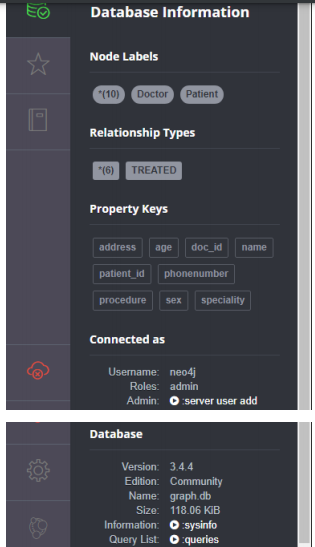 Database Information
Node Labels
*(10) Doctor Patient
Relationship Types
*(6) TREATED
Property Keys
address age doc_id name
patient_id phonenumber
procedure sex speciality
Connected as
Username: neo4j
Roles: admin
Admin: :server user add
Database
Version: 3.4.4
Edition: Community
Name: graph.db
Size: 118.06 KiB
Information: :sysinfo
Query List: :queries